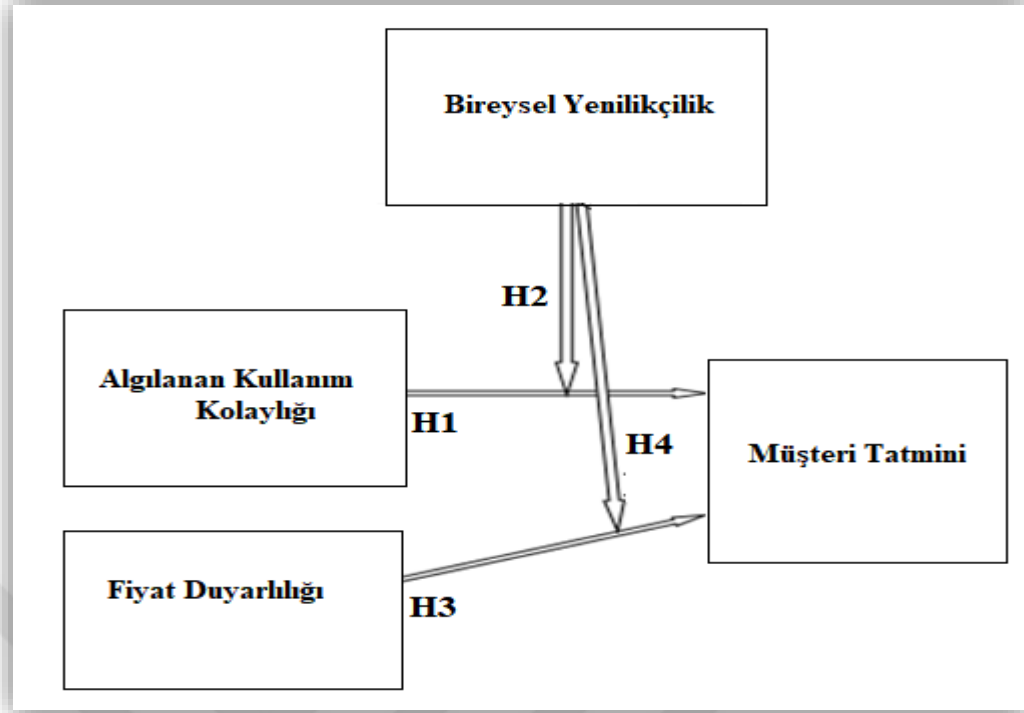 Bireysel Yenilikçilik
H2
Algılanan Kullanım
Kolaylığı
H1
H4
Müşteri Tatmini
Fiyat Duyarlılığı
H3